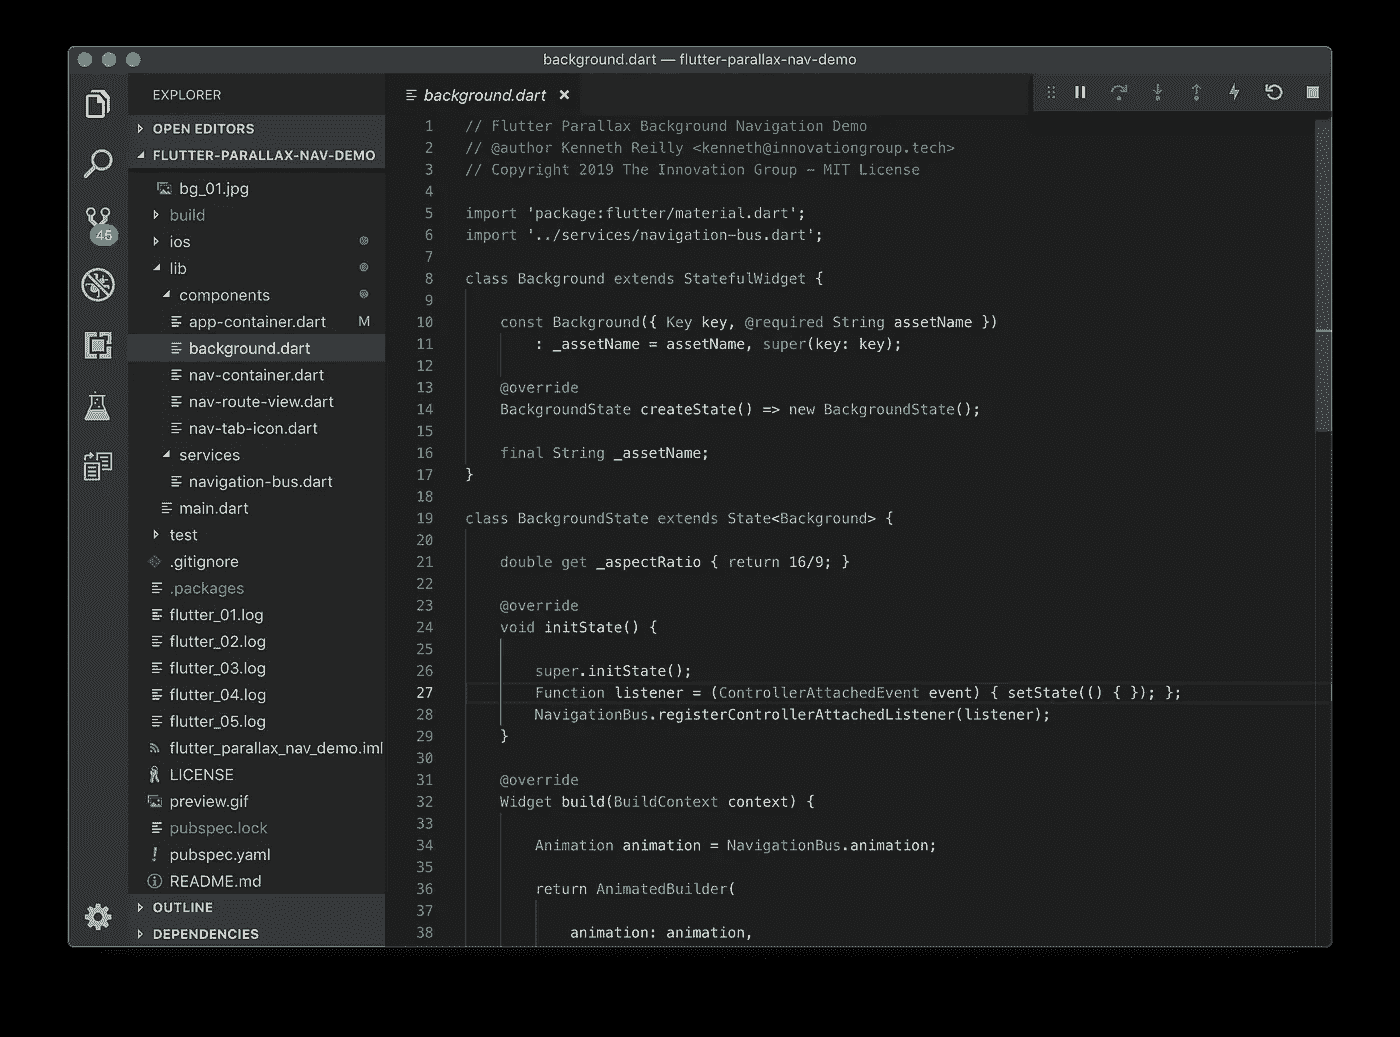 background.dart — flutter-parallax-nav-demo
EXPLORER
OPEN EDITORS
FLUTTER-PARALLAX-NAV-DEMO
bg_01.jpg
build
ios
lib
components
app-container.dart M
background.dart
nav-container.dart
nav-route-view.dart
nav-tab-icon.dart
services
navigation-bus.dart
main.dart
test
.gitignore
.packages
flutter_01.log
flutter_02.log
flutter_03.log
flutter_04.log
flutter_05.log
flutter_parallax_nav_demo.iml
LICENSE
preview.gif
pubspec.lock
pubspec.yaml
README.md
OUTLINE
DEPENDENCIES
45
background.dart
1 // Flutter Parallax Background Navigation Demo
2 // @author Kenneth Reilly <kenneth@innovationgroup.tech>
3 // Copyright 2019 The Innovation Group - MIT License
4
5 import 'package:flutter/material.dart';
6 import '../services/navigation-bus.dart';
7
8 class Background extends StatefulWidget {
9
10 const Background({ Key key, @required String assetName })
11 : _assetName = assetName, super(key: key);
12
13 @override
14 BackgroundState createState() => new BackgroundState();
15
16 final String _assetName;
17 }
18
19 class BackgroundState extends State<Background> {
20
21 double get _aspectRatio { return 16/9; }
22
23 @override
24 void initState() {
25
26 super.initState();
27 Function listener = (ControllerAttachedEvent event) { setState(() { }); };
28 NavigationBus.registerControllerAttachedListener(listener);
29 }
30
31 @override
32 Widget build(BuildContext context) {
33
34 Animation animation = NavigationBus.animation;
35
36 return AnimatedBuilder(
37
38 animation: animation,